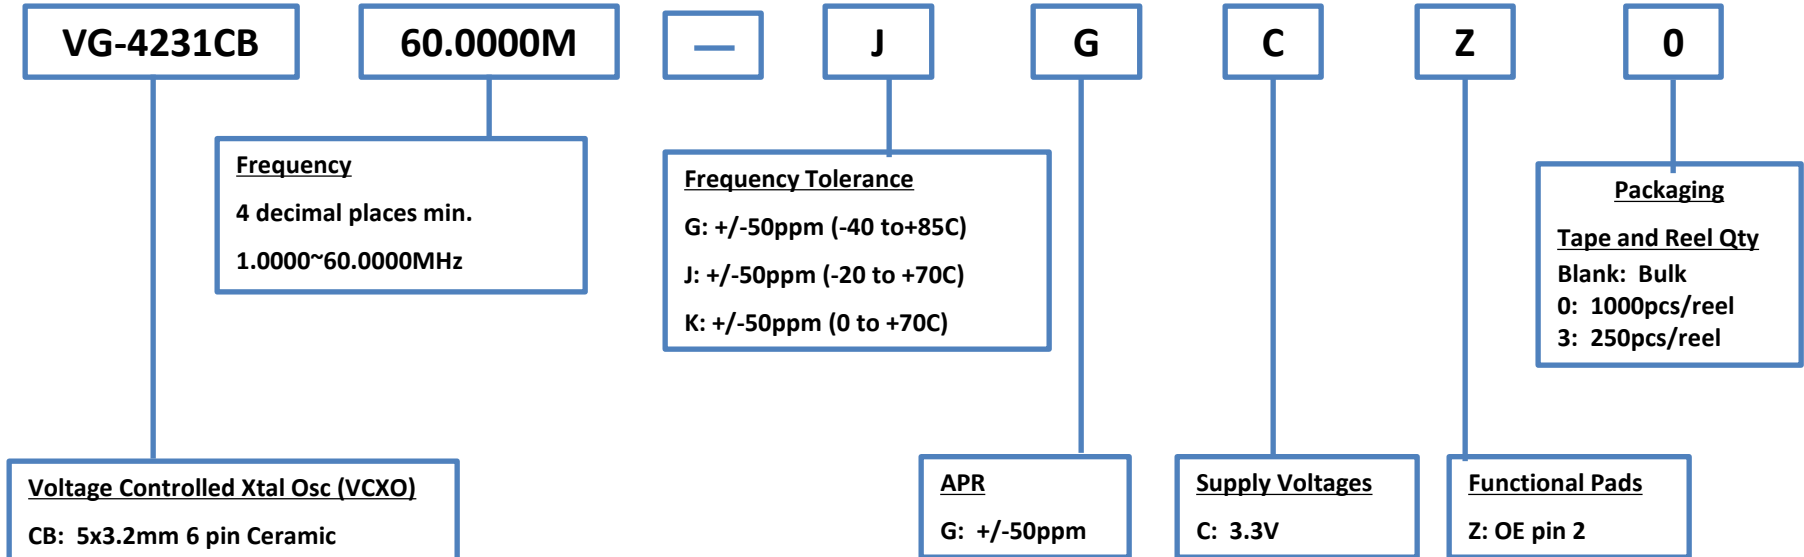 VG-4231CB 60.0000M — J G C Z 0
Frequency
4 decimal places min.
1.0000~60.0000MHz
Frequency Tolerance
G: +/-50ppm (-40 to+85C)
J: +/-50ppm (-20 to +70C)
K: +/-50ppm (0 to +70C)
Packaging
Tape and Reel Qty
Blank: Bulk
0: 1000pcs/reel
3: 250pcs/reel
Voltage Controlled Xtal Osc (VCXO)
CB: 5x3.2mm 6 pin Ceramic
APR
G: +/-50ppm
Supply Voltages
C: 3.3V
Functional Pads
Z: OE pin 2